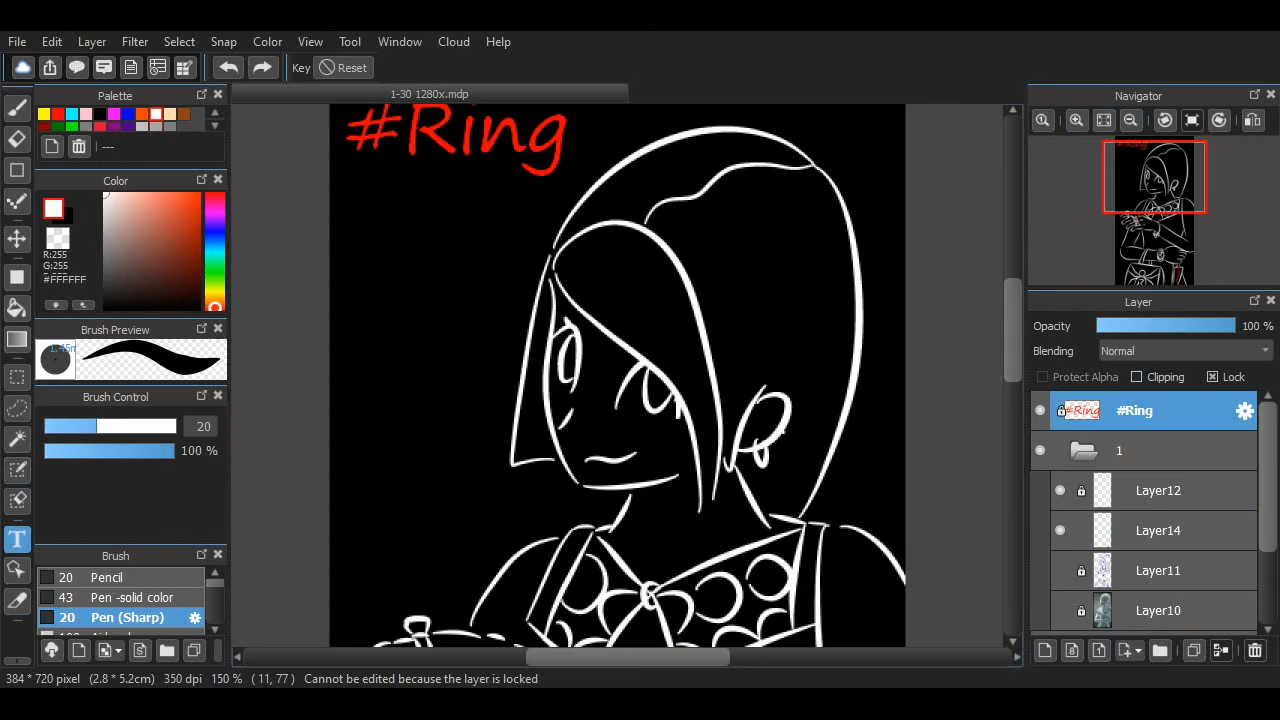 File Edit Layer Filter Select Snap Color View Tool Window Cloud Help
Key Reset
Palette
1-30 1280x.mdp
Navigator
#Ring
---
Color
R:255
G:255
#FFFFFF
Brush Preview
Brush Control
20
100 %
Layer
Opacity 100 %
Blending Normal
Protect Alpha Clipping Lock
#Ring #Ring
1
Layer12
Layer14
Layer11
Layer10
Brush
20 Pencil
43 Pen -solid color
20 Pen (Sharp)
384 * 720 pixel (2.8 * 5.2cm) 350 dpi 150 % ( 11, 77 ) Cannot be edited because the layer is locked